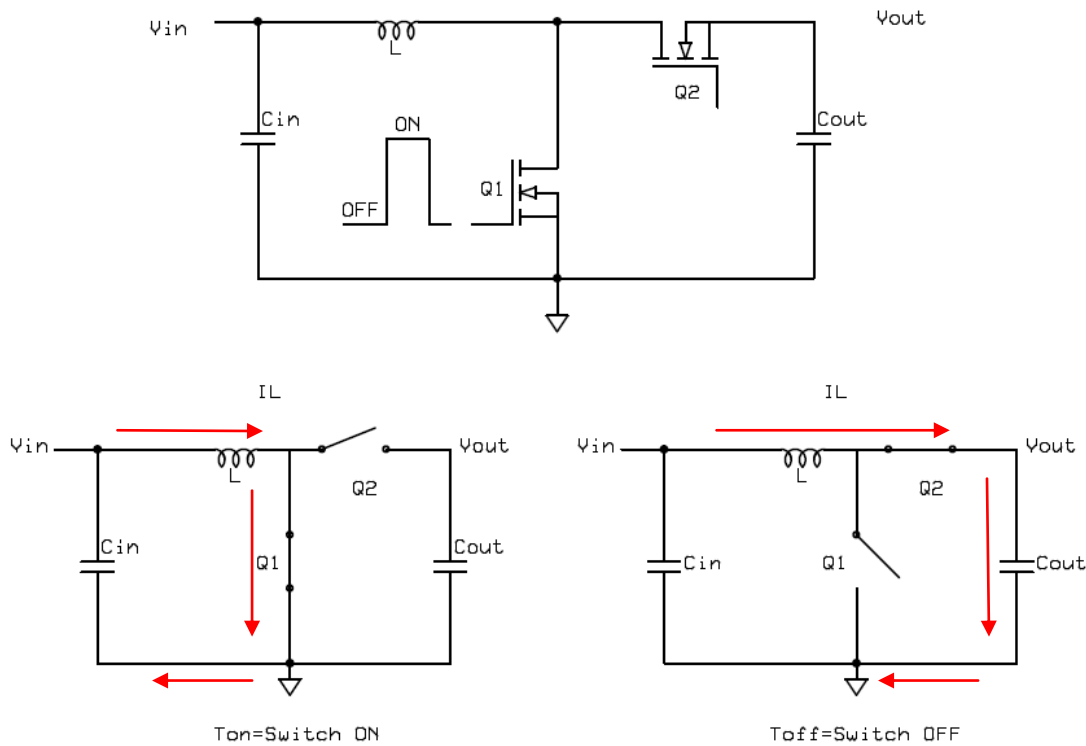 Vin
Vout
L
Q2
Cin
Cout
ON
Q1
OFF
IL
Vin
Vout
L
Q2
Cin
Q1
Cout
Ton=Switch ON
IL
Vin
Vout
L
Q2
Cin
Q1
Cout
Toff=Switch OFF